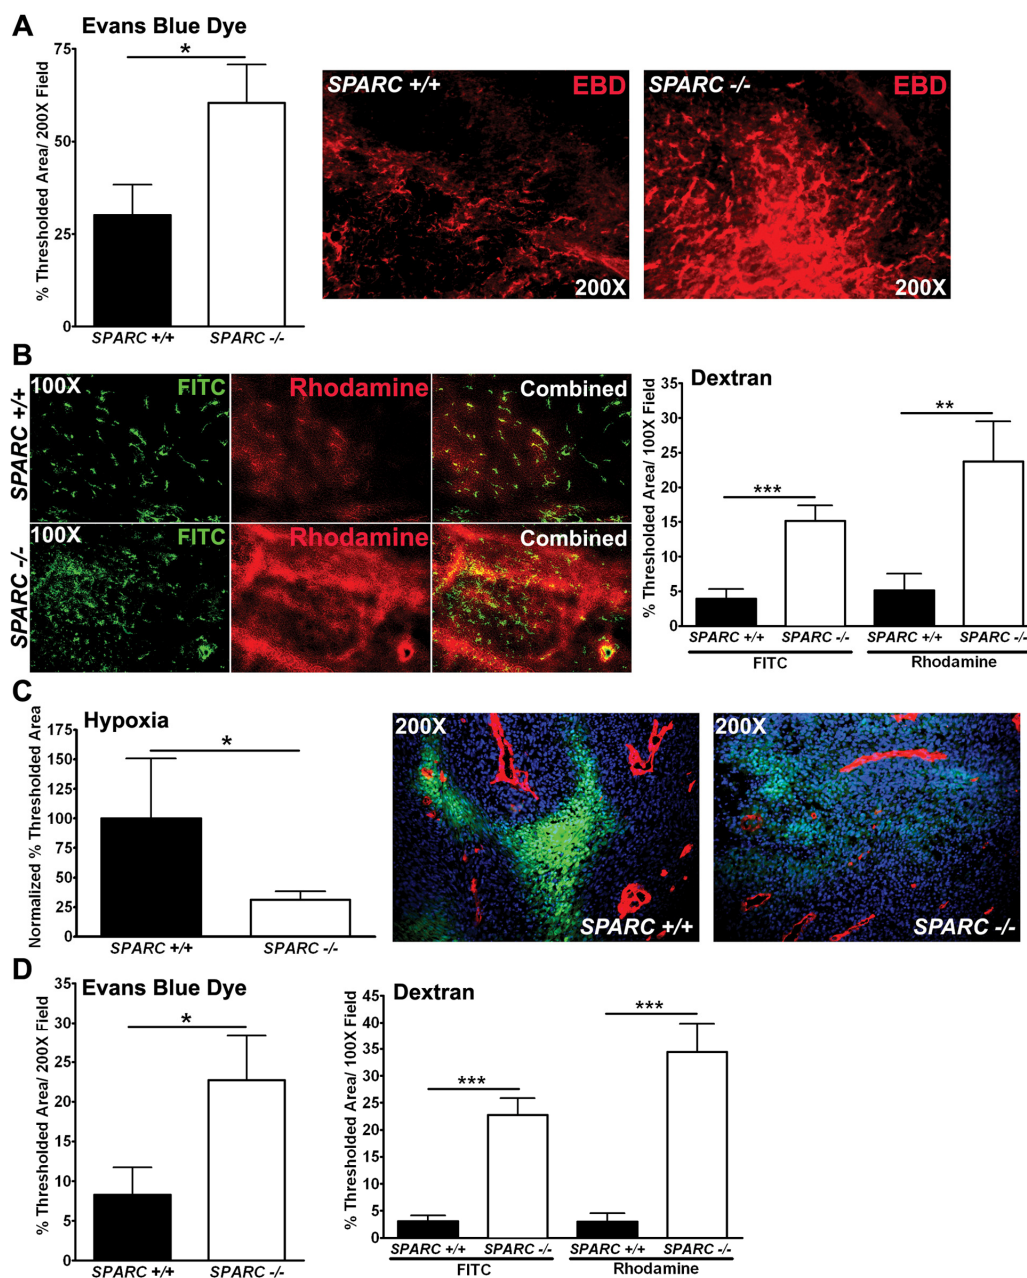 A
Evans Blue Dye
% Thresholded Area/ 200X Field
75
50
25
0
*
SPARC +/+
SPARC -/-
SPARC +/+
EBD
200X
SPARC -/-
EBD
200X
B
SPARC +/+
100X
FITC
Rhodamine
Combined
SPARC -/-
100X
FITC
Rhodamine
Combined
Dextran
% Thresholded Area/ 100X Field
35
30
25
20
15
10
5
0
***
**
SPARC +/+
SPARC -/-
SPARC +/+
SPARC -/-
FITC
Rhodamine
C
Hypoxia
Normalized % Thresholded Area
175
150
125
100
75
50
25
0
*
SPARC +/+
SPARC -/-
200X
SPARC +/+
200X
SPARC -/-
D
Evans Blue Dye
% Thresholded Area/ 200X Field
35
30
25
20
15
10
5
0
*
SPARC +/+
SPARC -/-
Dextran
% Thresholded Area/ 100X Field
45
40
35
30
25
20
15
10
5
0
***
***
SPARC +/+
SPARC -/-
SPARC +/+
SPARC -/-
FITC
Rhodamine